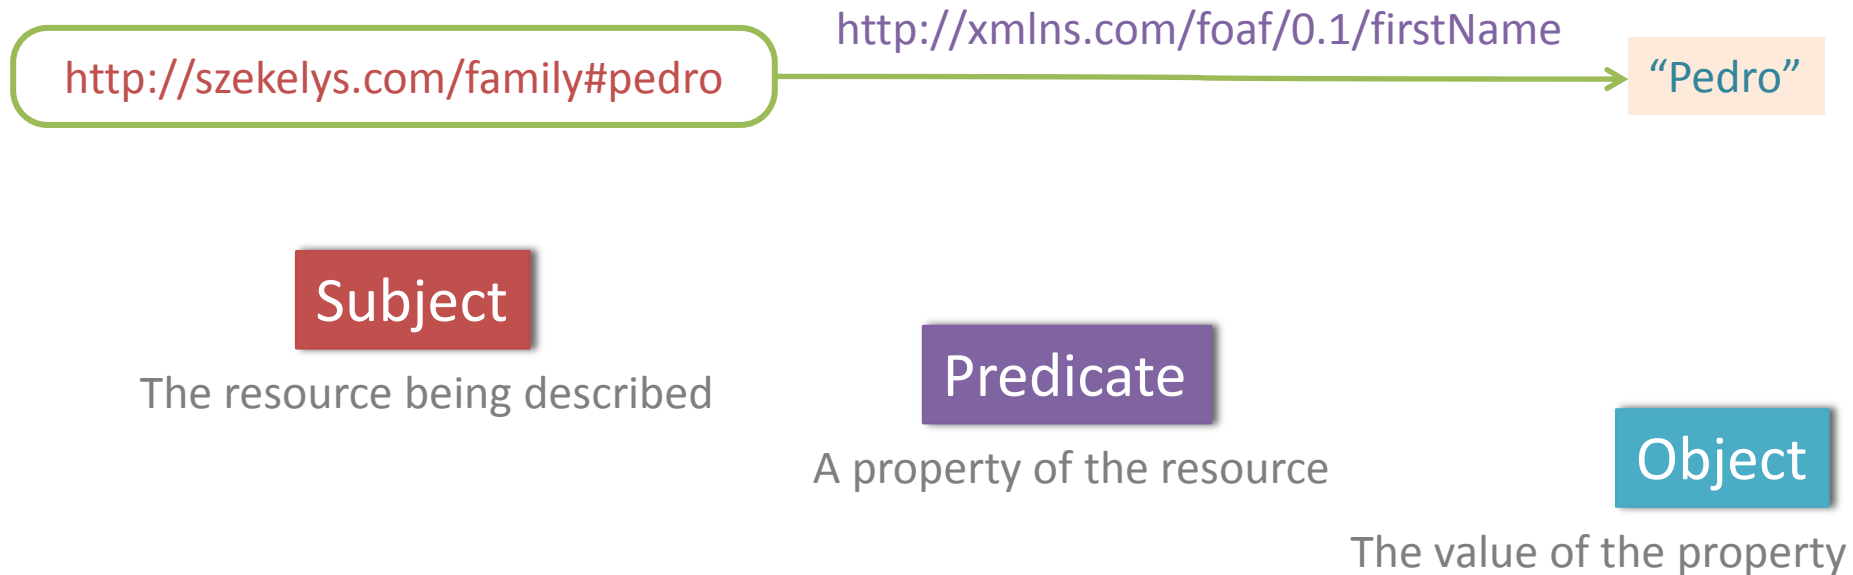 http://xmlns.com/foaf/0.1/firstName
http://szekelys.com/family#pedro
“Pedro”
Subject
The resource being described
Predicate
A property of the resource
Object
The value of the property